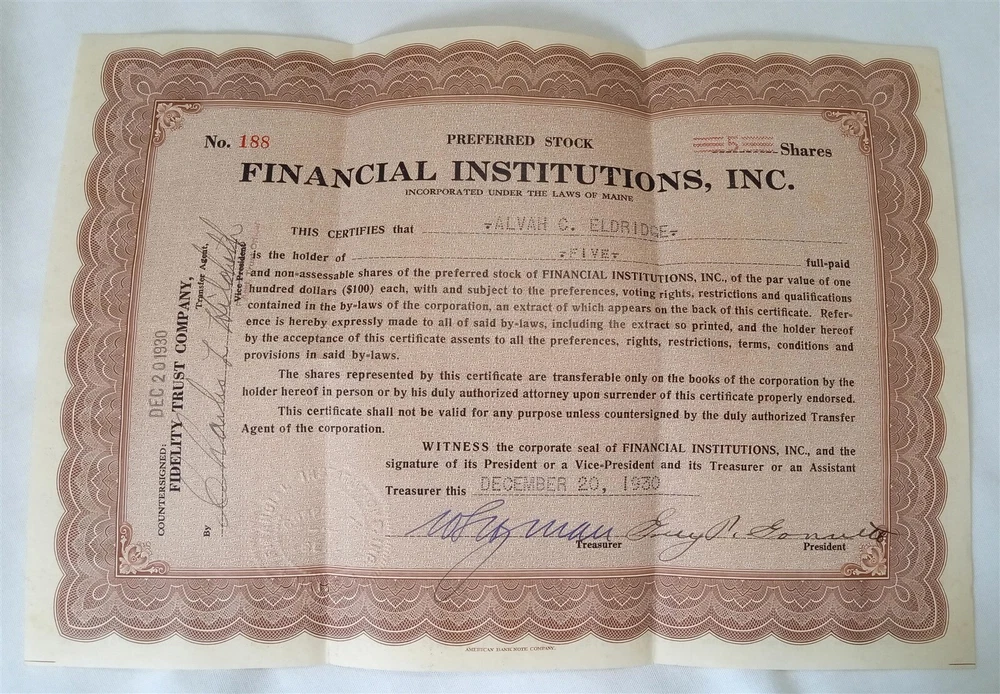 No. 188
PREFERRED STOCK
5 Shares
FINANCIAL INSTITUTIONS, INC.
INCORPORATED UNDER THE LAWS OF MAINE
THIS CERTIFIES that -ALVAH C. ELDRIDGE-
is the holder of -FIVE- full-paid
and non-assessable shares of the preferred stock of FINANCIAL INSTITUTIONS, INC., of the par value of one
hundred dollars ($100) each, with and subject to the preferences, voting rights, restrictions and qualifications
contained in the by-laws of the corporation, an extract of which appears on the back of this certificate. Refer-
ence is hereby expressly made to all of said by-laws, including the extract so printed, and the holder hereof
by the acceptance of this certificate assents to all the preferences, rights, restrictions, terms, conditions and
provisions in said by-laws.
The shares represented by this certificate are transferable only on the books of the corporation by the
holder hereof in person or by his duly authorized attorney upon surrender of this certificate properly endorsed.
This certificate shall not be valid for any purpose unless countersigned by the duly authorized Transfer
Agent of the corporation.
WITNESS the corporate seal of FINANCIAL INSTITUTIONS, INC., and the
signature of its President or a Vice-President and its Treasurer or an Assistant
Treasurer this DECEMBER 20, 1930
Treasurer
Guy P.
President
DEC 20 1930
COUNTERSIGNED:
FIDELITY TRUST COMPANY,
Transfer Agent,
By Charles L.
Vice-President
AMERICAN BANK NOTE COMPANY.